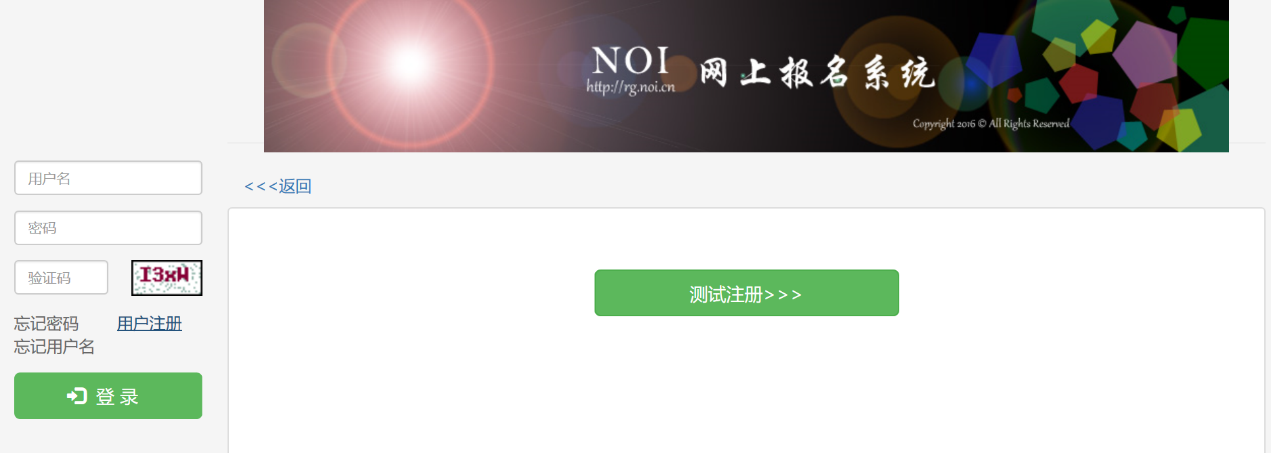 NOI
http://rg.noi.cn
网上报名系统
Copyright 2016 © All Rights Reserved
用户名
密码
验证码
I3xW
忘记密码 用户注册
忘记用户名
登 录
<<<返回
测试注册>>>